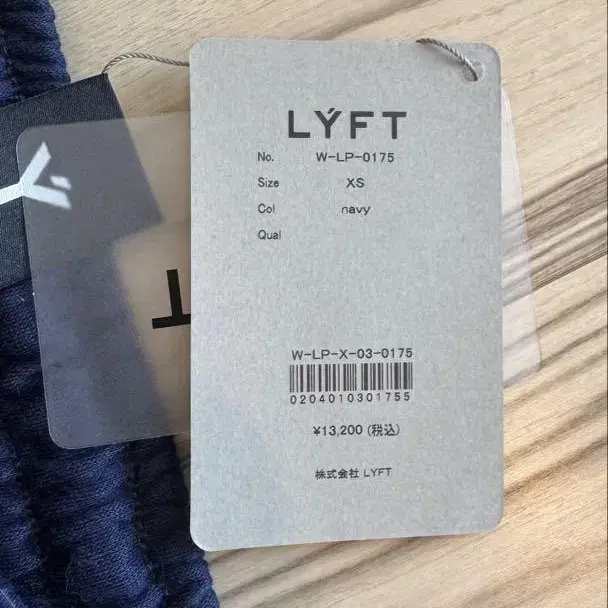 LÝFT
No. W-LP-0175
Size XS
Col navy
Qual
W-LP-X-03-0175
0204010301755
¥13,200 (税込)
株式会社 LYFT
T